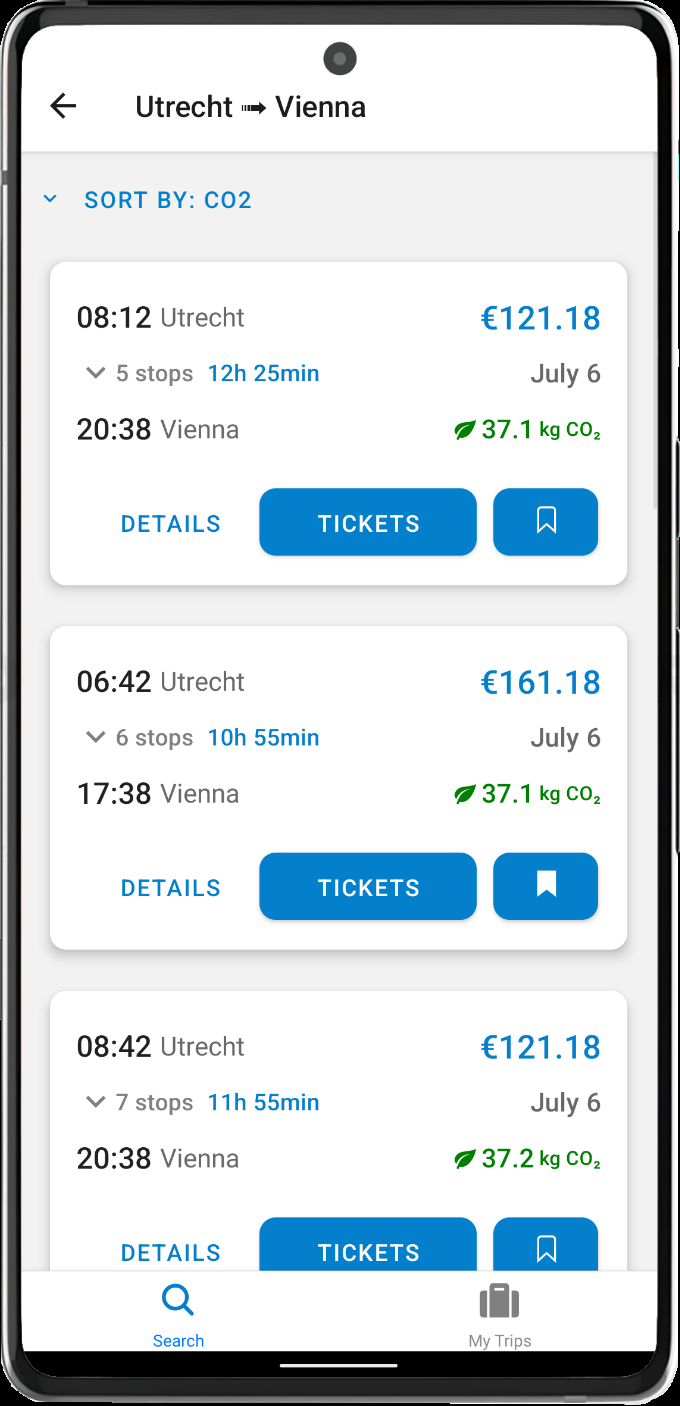 Utrecht ➟ Vienna
SORT BY: CO2
08:12 Utrecht €121.18
5 stops 12h 25min July 6
20:38 Vienna 37.1 kg CO₂
DETAILS TICKETS
06:42 Utrecht €161.18
6 stops 10h 55min July 6
17:38 Vienna 37.1 kg CO₂
DETAILS TICKETS
08:42 Utrecht €121.18
7 stops 11h 55min July 6
20:38 Vienna 37.2 kg CO₂
DETAILS TICKETS
Search My Trips